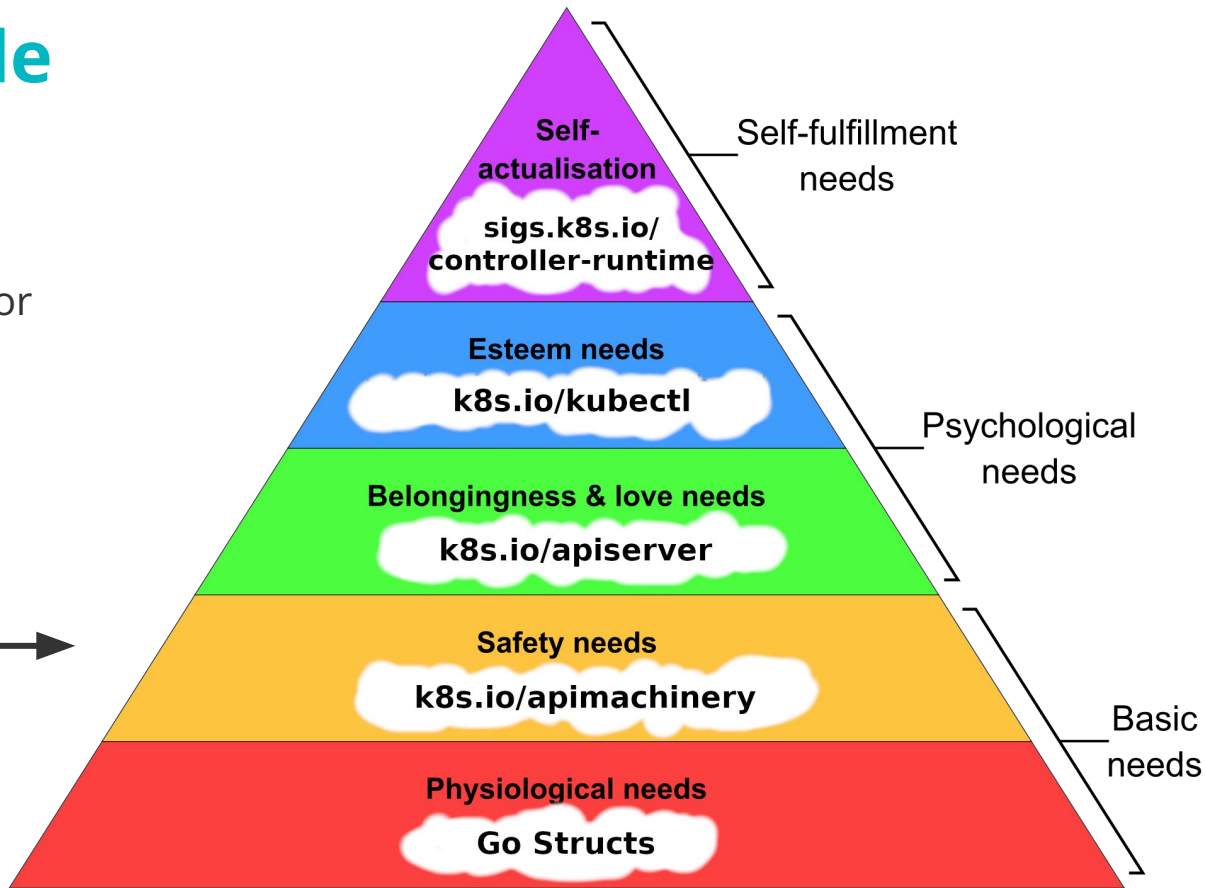 le
or
Self-
actualisation
sigs.k8s.io/
controller-runtime
Self-fulfillment
needs
Esteem needs
k8s.io/kubectl
Psychological
needs
Belongingness & love needs
k8s.io/apiserver
Safety needs
k8s.io/apimachinery
Basic
needs
Physiological needs
Go Structs